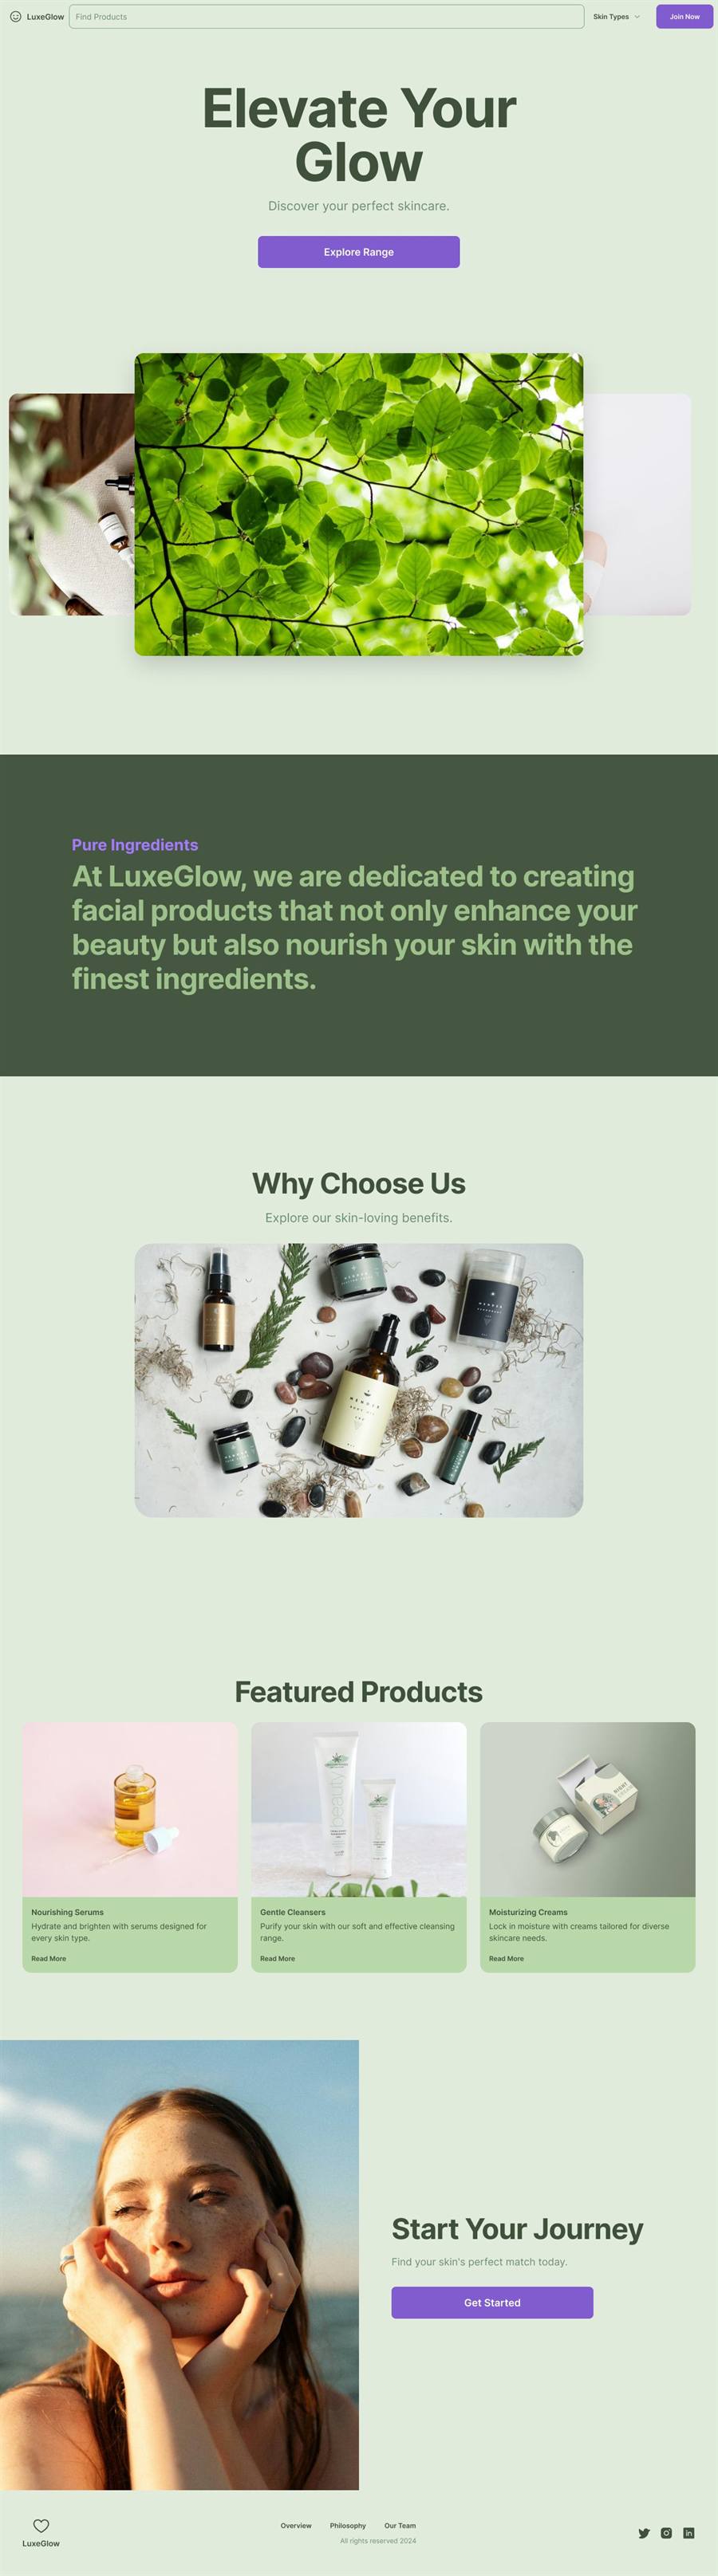 LuxeGlow
Find Products
Skin Types
Join Now
Elevate Your
Glow
Discover your perfect skincare.
Explore Range
Pure Ingredients
At LuxeGlow, we are dedicated to creating
facial products that not only enhance your
beauty but also nourish your skin with the
finest ingredients.
Why Choose Us
Explore our skin-loving benefits.
Featured Products
beauty
NIGHT
Nourishing Serums
Hydrate and brighten with serums designed for
every skin type.
Read More
Gentle Cleansers
Purify your skin with our soft and effective cleansing
range.
Read More
Moisturizing Creams
Lock in moisture with creams tailored for diverse
skincare needs.
Read More
Start Your Journey
Find your skin's perfect match today.
Get Started
LuxeGlow
Overview
Philosophy
Our Team
All rights reserved 2024